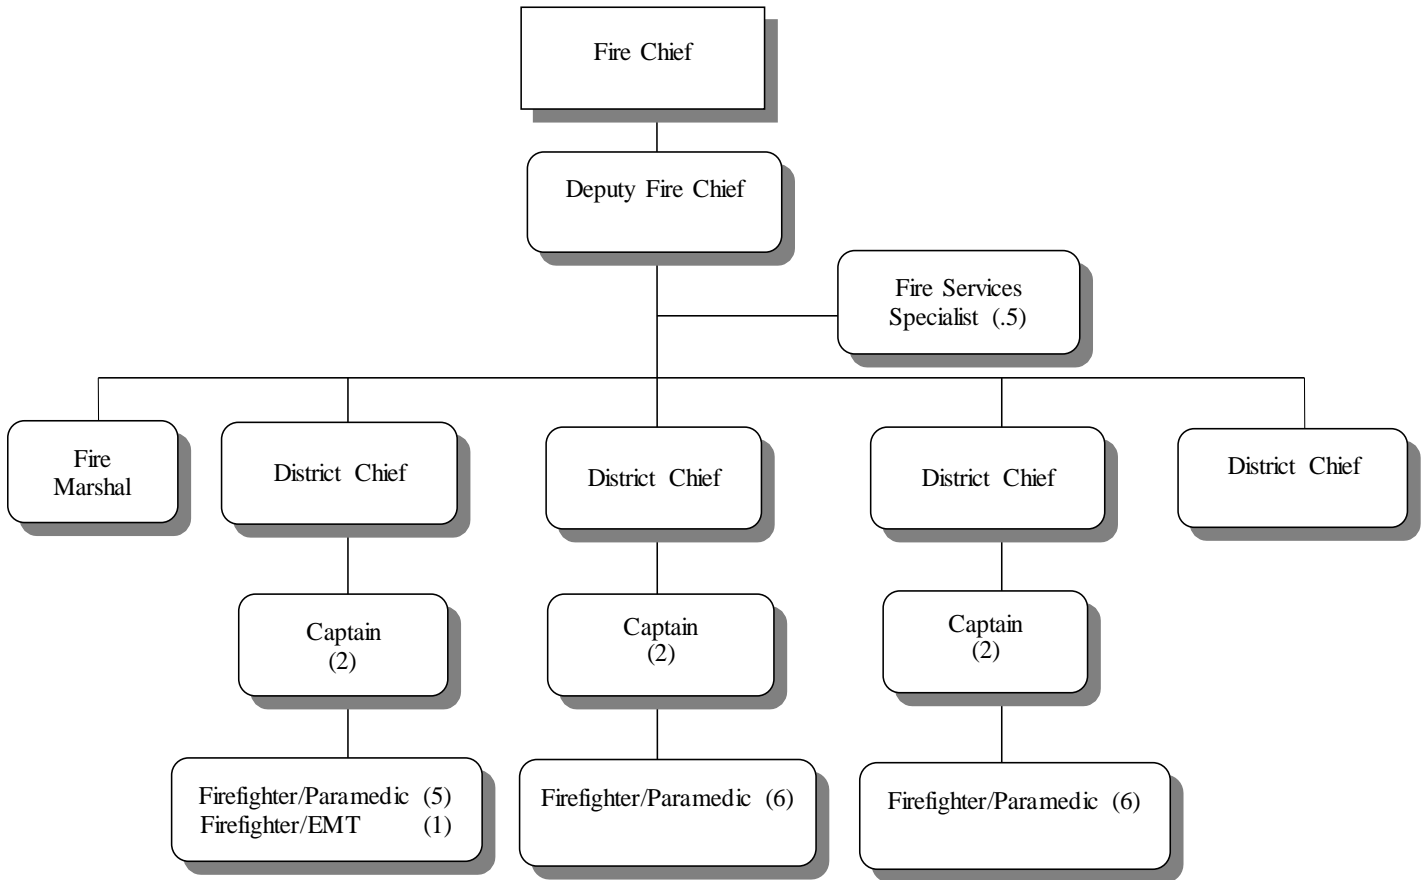 Fire Chief
Deputy Fire Chief
Fire Services
Specialist (.5)
Fire
Marshal
District Chief
District Chief
District Chief
District Chief
Captain
(2)
Captain
(2)
Captain
(2)
Firefighter/Paramedic (5)
Firefighter/EMT (1)
Firefighter/Paramedic (6)
Firefighter/Paramedic (6)